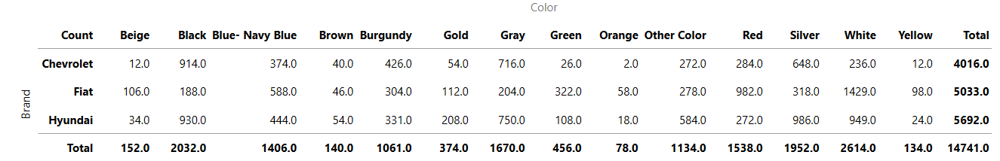 Color
Count Beige Black Blue- Navy Blue Brown Burgundy Gold Gray Green Orange Other Color Red Silver White Yellow Total
Chevrolet 12.0 914.0 374.0 40.0 426.0 54.0 716.0 26.0 2.0 272.0 284.0 648.0 236.0 12.0 4016.0
Brand
Fiat 106.0 188.0 588.0 46.0 304.0 112.0 204.0 322.0 58.0 278.0 982.0 318.0 1429.0 98.0 5033.0
Hyundai 34.0 930.0 444.0 54.0 331.0 208.0 750.0 108.0 18.0 584.0 272.0 986.0 949.0 24.0 5692.0
Total 152.0 2032.0 1406.0 140.0 1061.0 374.0 1670.0 456.0 78.0 1134.0 1538.0 1952.0 2614.0 134.0 14741.0